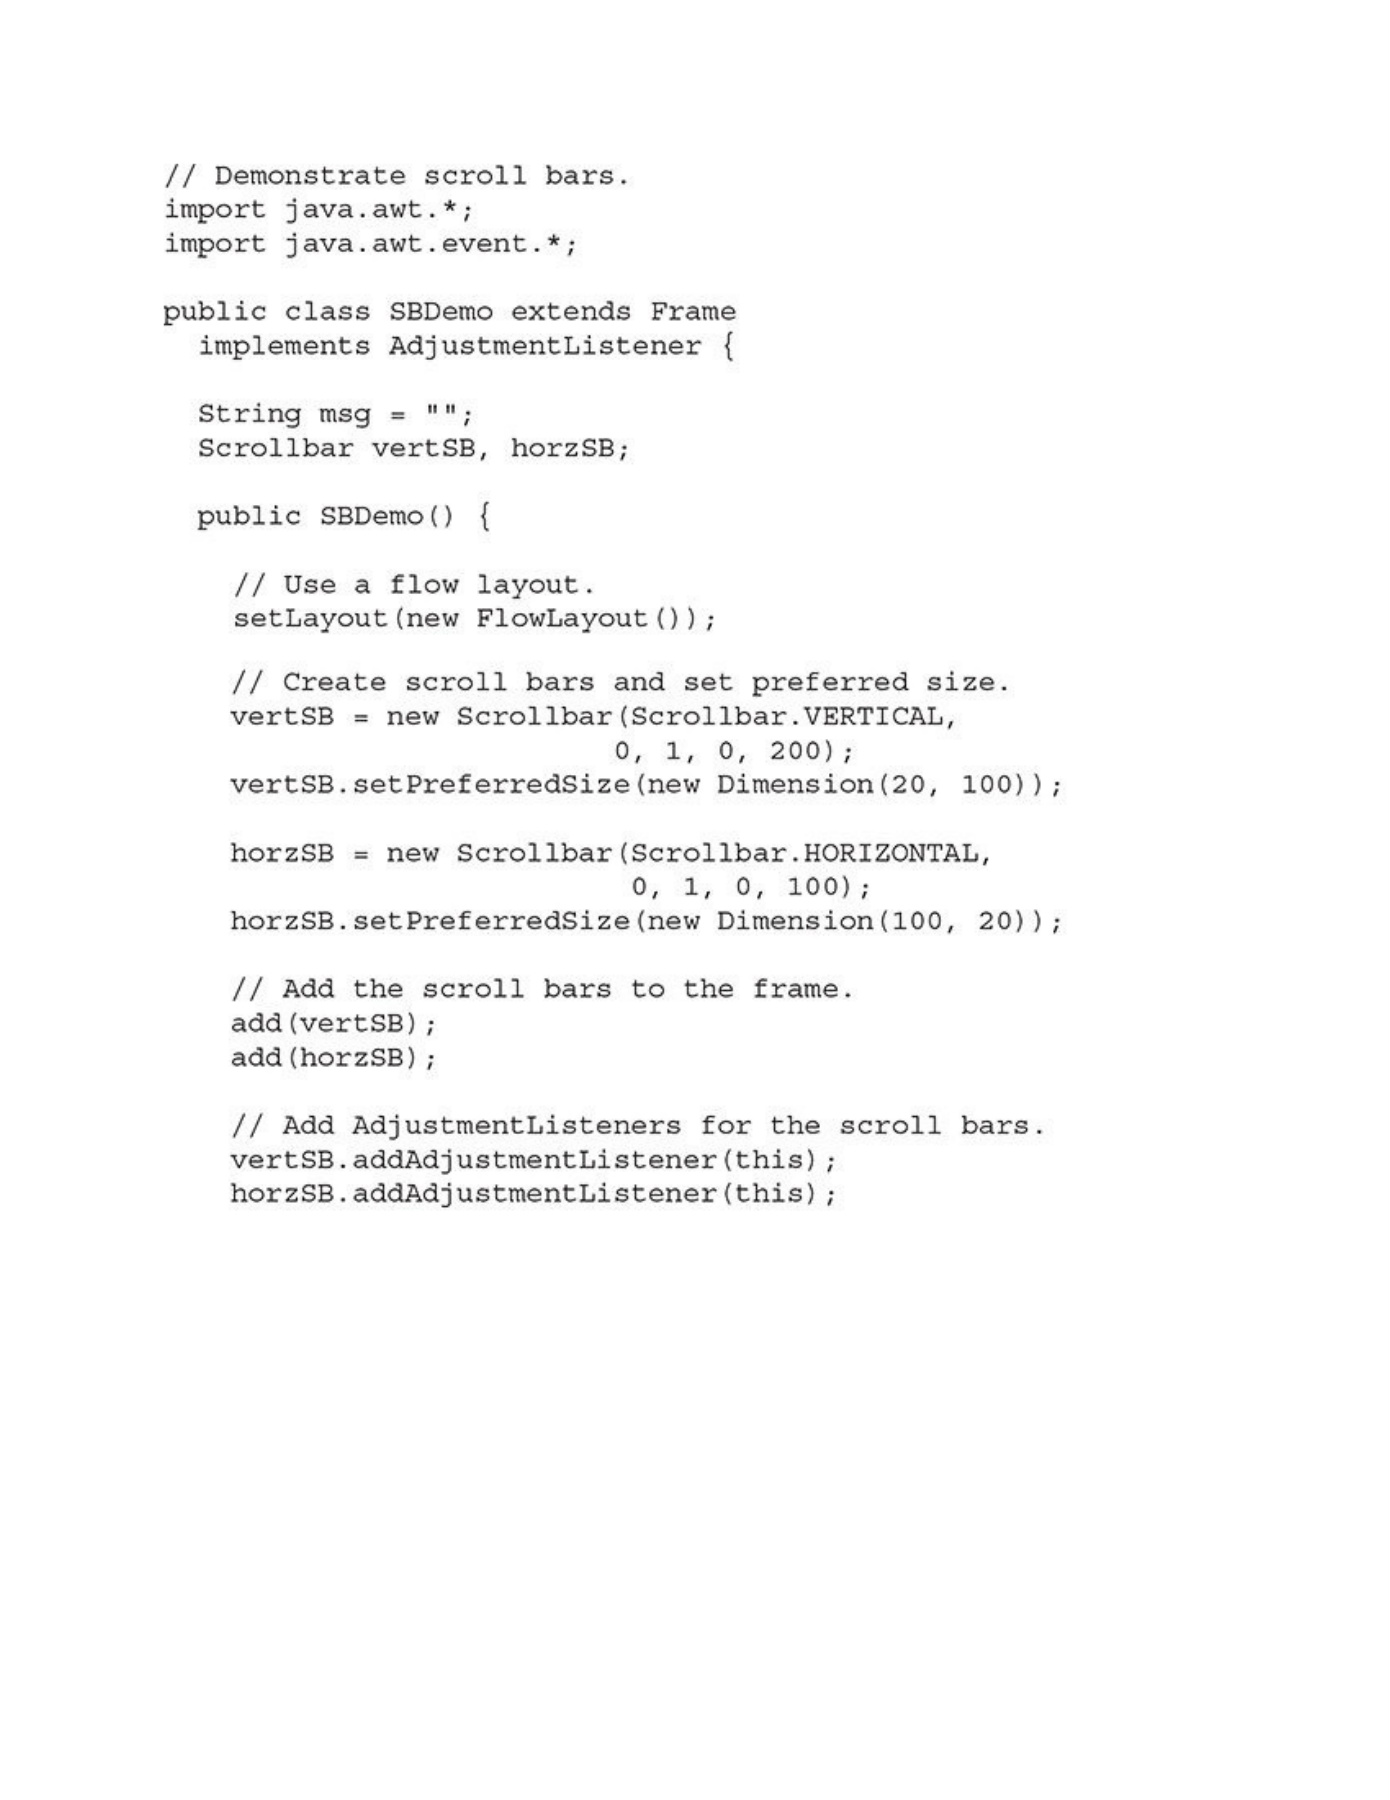 // Demonstrate scroll bars.
import java.awt.*;
import java.awt.event.*;

public class SBDemo extends Frame
  implements AdjustmentListener {

  String msg = "";
  Scrollbar vertSB, horzSB;

  public SBDemo() {

    // Use a flow layout.
    setLayout(new FlowLayout());

    // Create scroll bars and set preferred size.
    vertSB = new Scrollbar(Scrollbar.VERTICAL,
                          0, 1, 0, 200);
    vertSB.setPreferredSize(new Dimension(20, 100));

    horzSB = new Scrollbar(Scrollbar.HORIZONTAL,
                           0, 1, 0, 100);
    horzSB.setPreferredSize(new Dimension(100, 20));

    // Add the scroll bars to the frame.
    add(vertSB);
    add(horzSB);

    // Add AdjustmentListeners for the scroll bars.
    vertSB.addAdjustmentListener(this);
    horzSB.addAdjustmentListener(this);